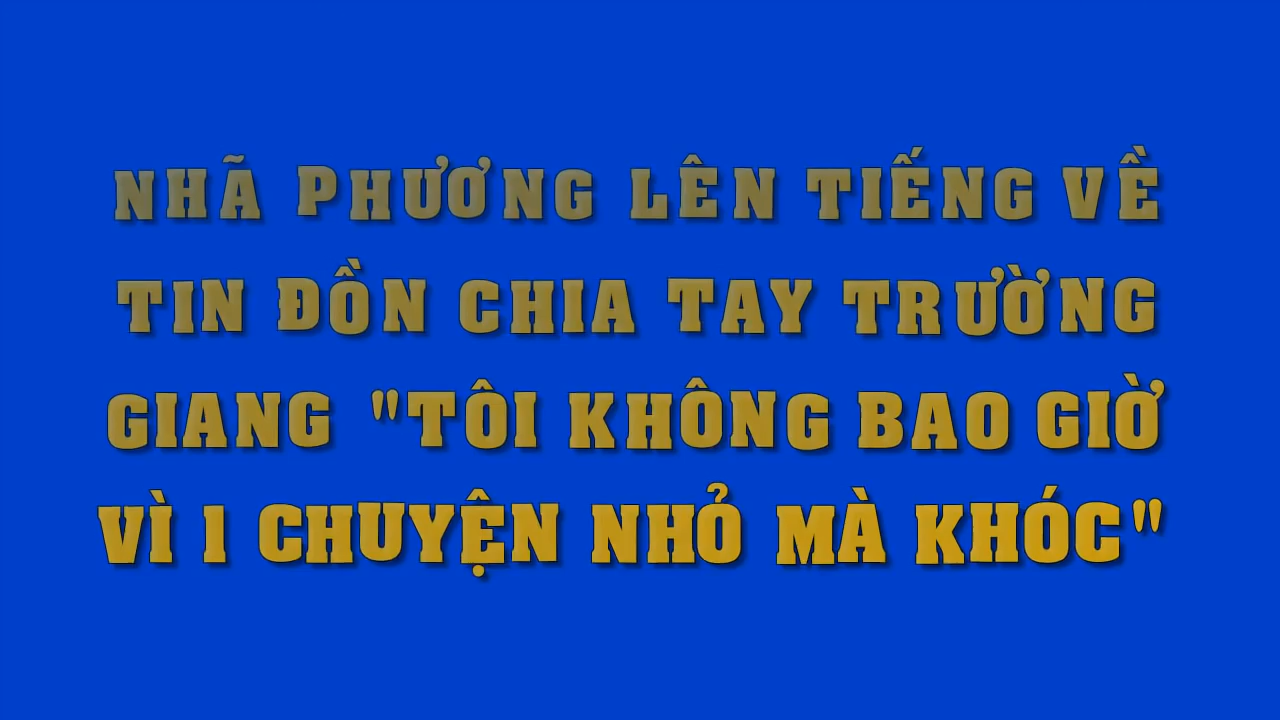 NHÃ PHƯƠNG LÊN TIẾNG VỀ
TIN ĐỒN CHIA TAY TRƯỜNG
GIANG "TÔI KHÔNG BAO GIỜ
VÌ 1 CHUYỆN NHỎ MÀ KHÓC"